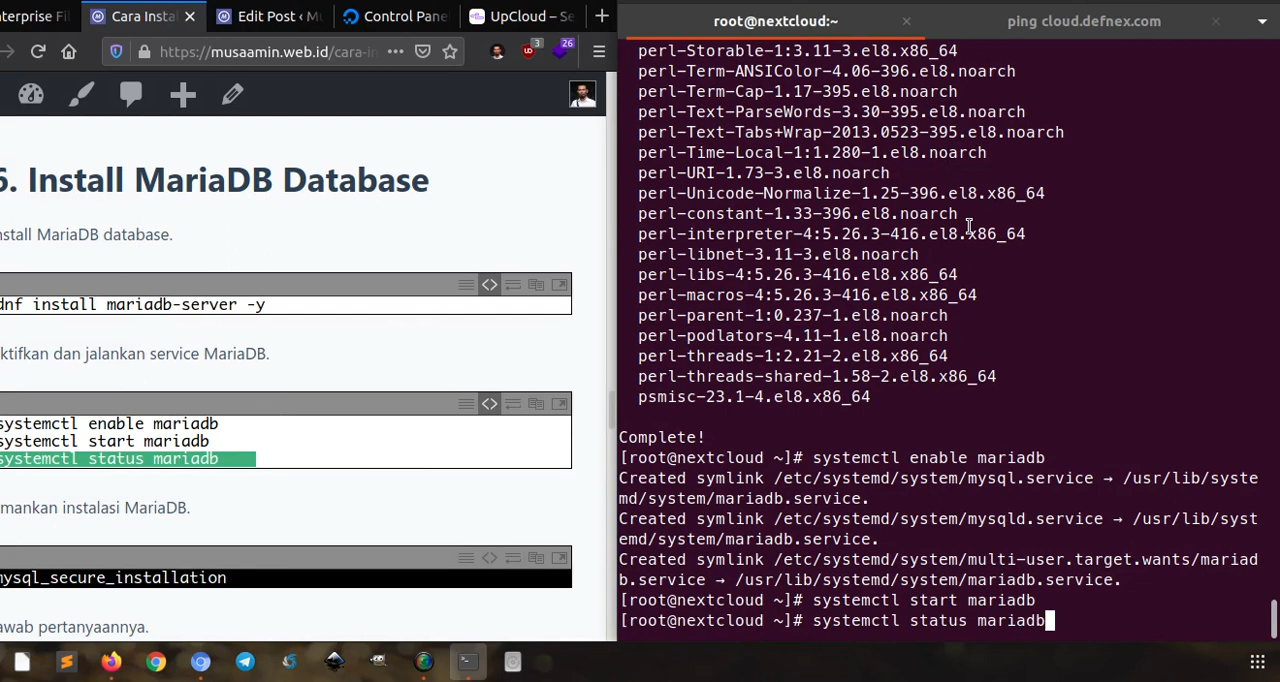 terprise Fi
Cara Insta
Edit Post ‹ Mu
Control Pane
UpCloud – Se
https://musaamin.web.id/cara-in
3
26
6. Install MariaDB Database
nstall MariaDB database.
dnf install mariadb-server -y
ktifkan dan jalankan service MariaDB.
systemctl enable mariadb
systemctl start mariadb
systemctl status mariadb
mankan instalasi MariaDB.
mysql_secure_installation
awab pertanyaannya.
root@nextcloud:~
ping cloud.defnex.com
perl-Storable-1:3.11-3.el8.x86_64
perl-Term-ANSIColor-4.06-396.el8.noarch
perl-Term-Cap-1.17-395.el8.noarch
perl-Text-ParseWords-3.30-395.el8.noarch
perl-Text-Tabs+Wrap-2013.0523-395.el8.noarch
perl-Time-Local-1:1.280-1.el8.noarch
perl-URI-1.73-3.el8.noarch
perl-Unicode-Normalize-1.25-396.el8.x86_64
perl-constant-1.33-396.el8.noarch
perl-interpreter-4:5.26.3-416.el8.x86_64
perl-libnet-3.11-3.el8.noarch
perl-libs-4:5.26.3-416.el8.x86_64
perl-macros-4:5.26.3-416.el8.x86_64
perl-parent-1:0.237-1.el8.noarch
perl-podlators-4.11-1.el8.noarch
perl-threads-1:2.21-2.el8.x86_64
perl-threads-shared-1.58-2.el8.x86_64
psmisc-23.1-4.el8.x86_64
Complete!
[root@nextcloud ~]# systemctl enable mariadb
Created symlink /etc/systemd/system/mysql.service → /usr/lib/syste
md/system/mariadb.service.
Created symlink /etc/systemd/system/mysqld.service → /usr/lib/syst
emd/system/mariadb.service.
Created symlink /etc/systemd/system/multi-user.target.wants/mariad
b.service → /usr/lib/systemd/system/mariadb.service.
[root@nextcloud ~]# systemctl start mariadb
[root@nextcloud ~]# systemctl status mariadb